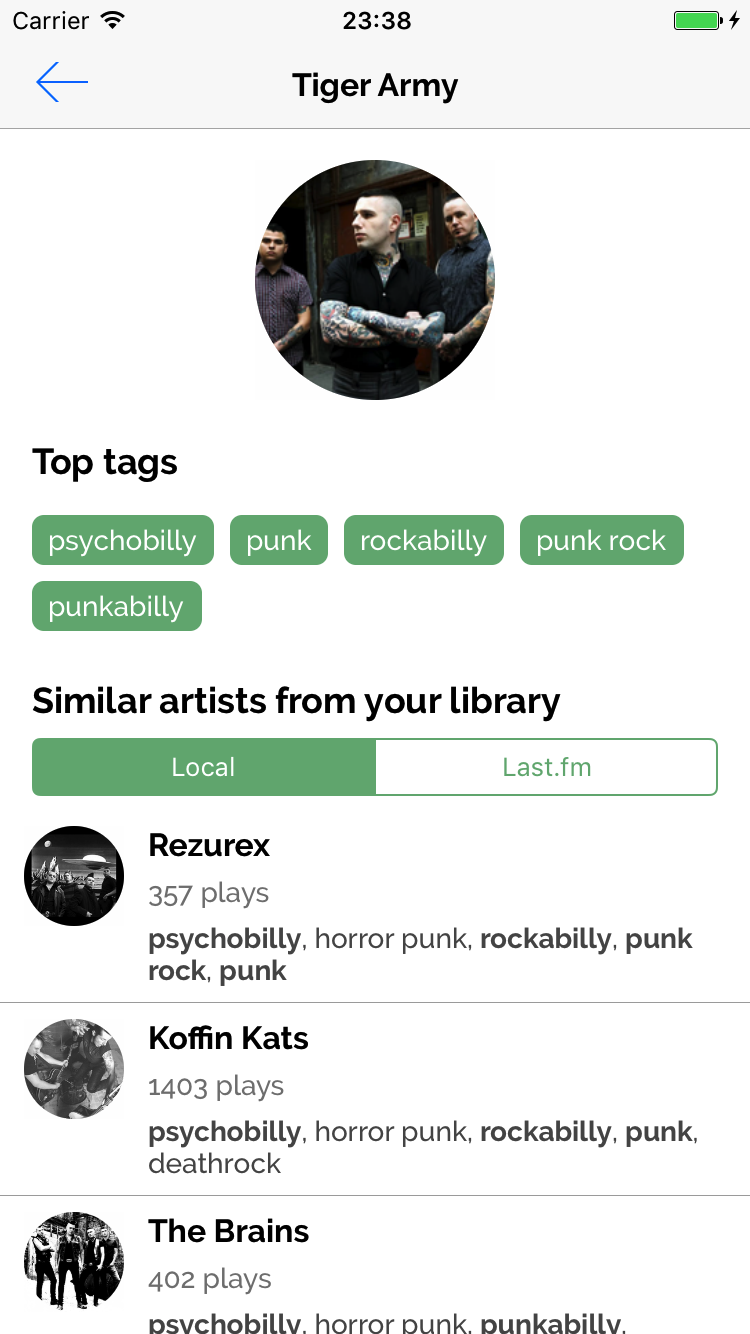 Carrier 23:38
Tiger Army
Top tags
psychobilly punk rockabilly punk rock
punkabilly
Similar artists from your library
Local Last.fm
Rezurex
357 plays
psychobilly, horror punk, rockabilly, punk
rock, punk
Koffin Kats
1403 plays
psychobilly, horror punk, rockabilly, punk,
deathrock
The Brains
402 plays
psychobilly, horror punk, punkabilly,